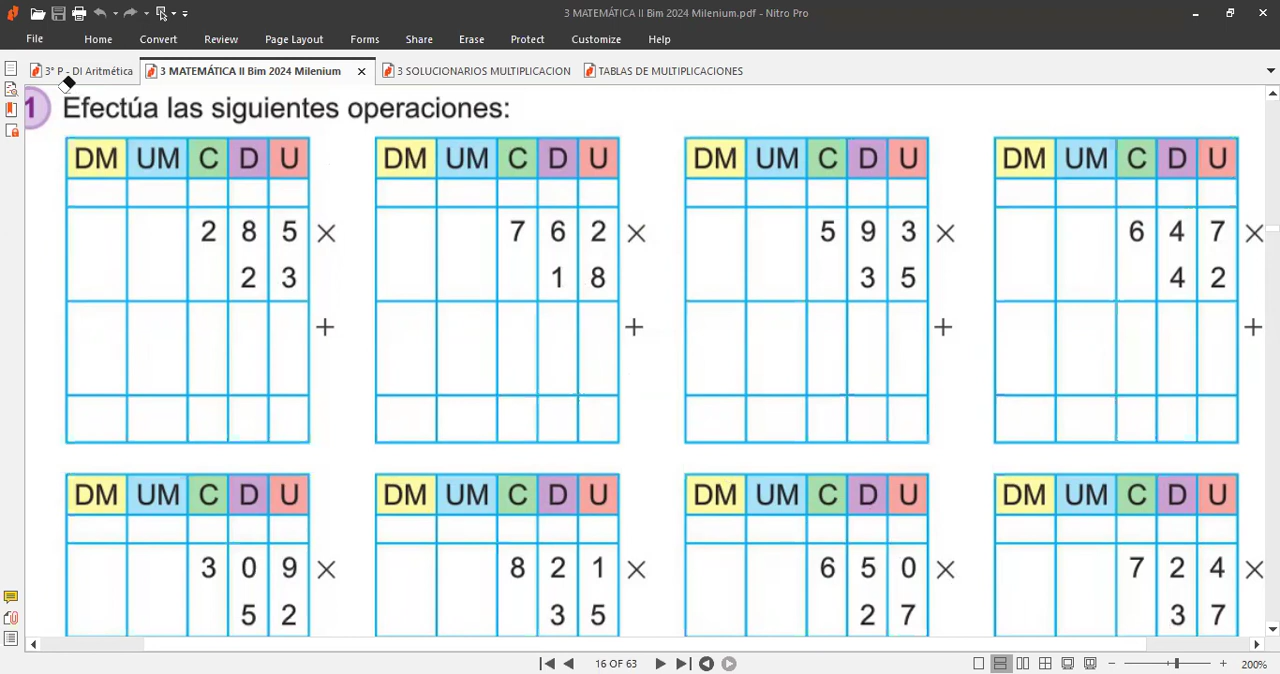 3 MATEMÁTICA II Bim 2024 Milenium.pdf - Nitro Pro
File Home Convert Review Page Layout Forms Share Erase Protect Customize Help
3° P - DI Aritmética 3 MATEMÁTICA II Bim 2024 Milenium 3 SOLUCIONARIOS MULTIPLICACION TABLAS DE MULTIPLICACIONES
1 Efectúa las siguientes operaciones:
DM UM C D U DM UM C D U DM UM C D U DM UM C D U
2 8 5 × 7 6 2 × 5 9 3 × 6 4 7 ×
2 3 1 8 3 5 4 2
+ + + +
DM UM C D U DM UM C D U DM UM C D U DM UM C D U
3 0 9 × 8 2 1 × 6 5 0 × 7 2 4 ×
5 2 3 5 2 7 3 7
16 OF 63 200%